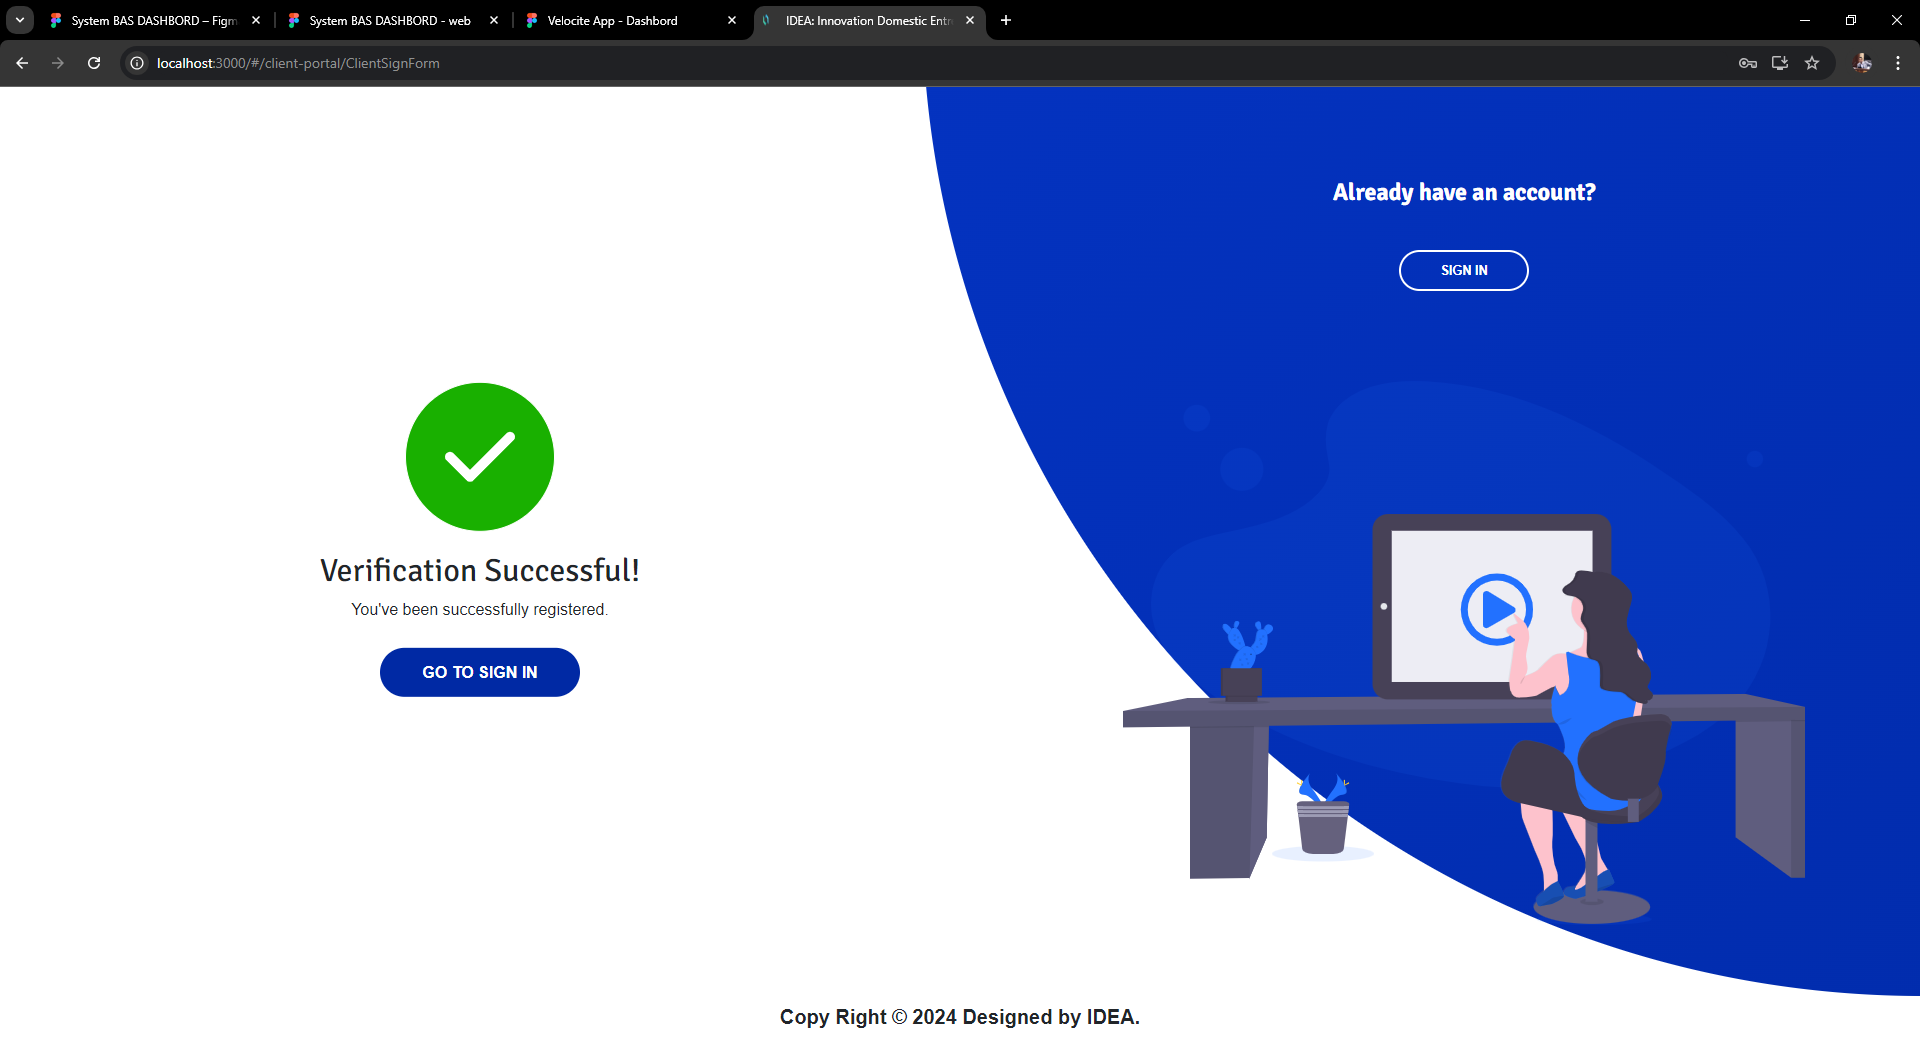 System BAS DASHBORD – Figm
System BAS DASHBORD - web
Velocite App - Dashbord
IDEA: Innovation Domestic Entr
localhost:3000/#/client-portal/ClientSignForm
Already have an account?
SIGN IN
Verification Successful!
You've been successfully registered.
GO TO SIGN IN
Copy Right © 2024 Designed by IDEA.